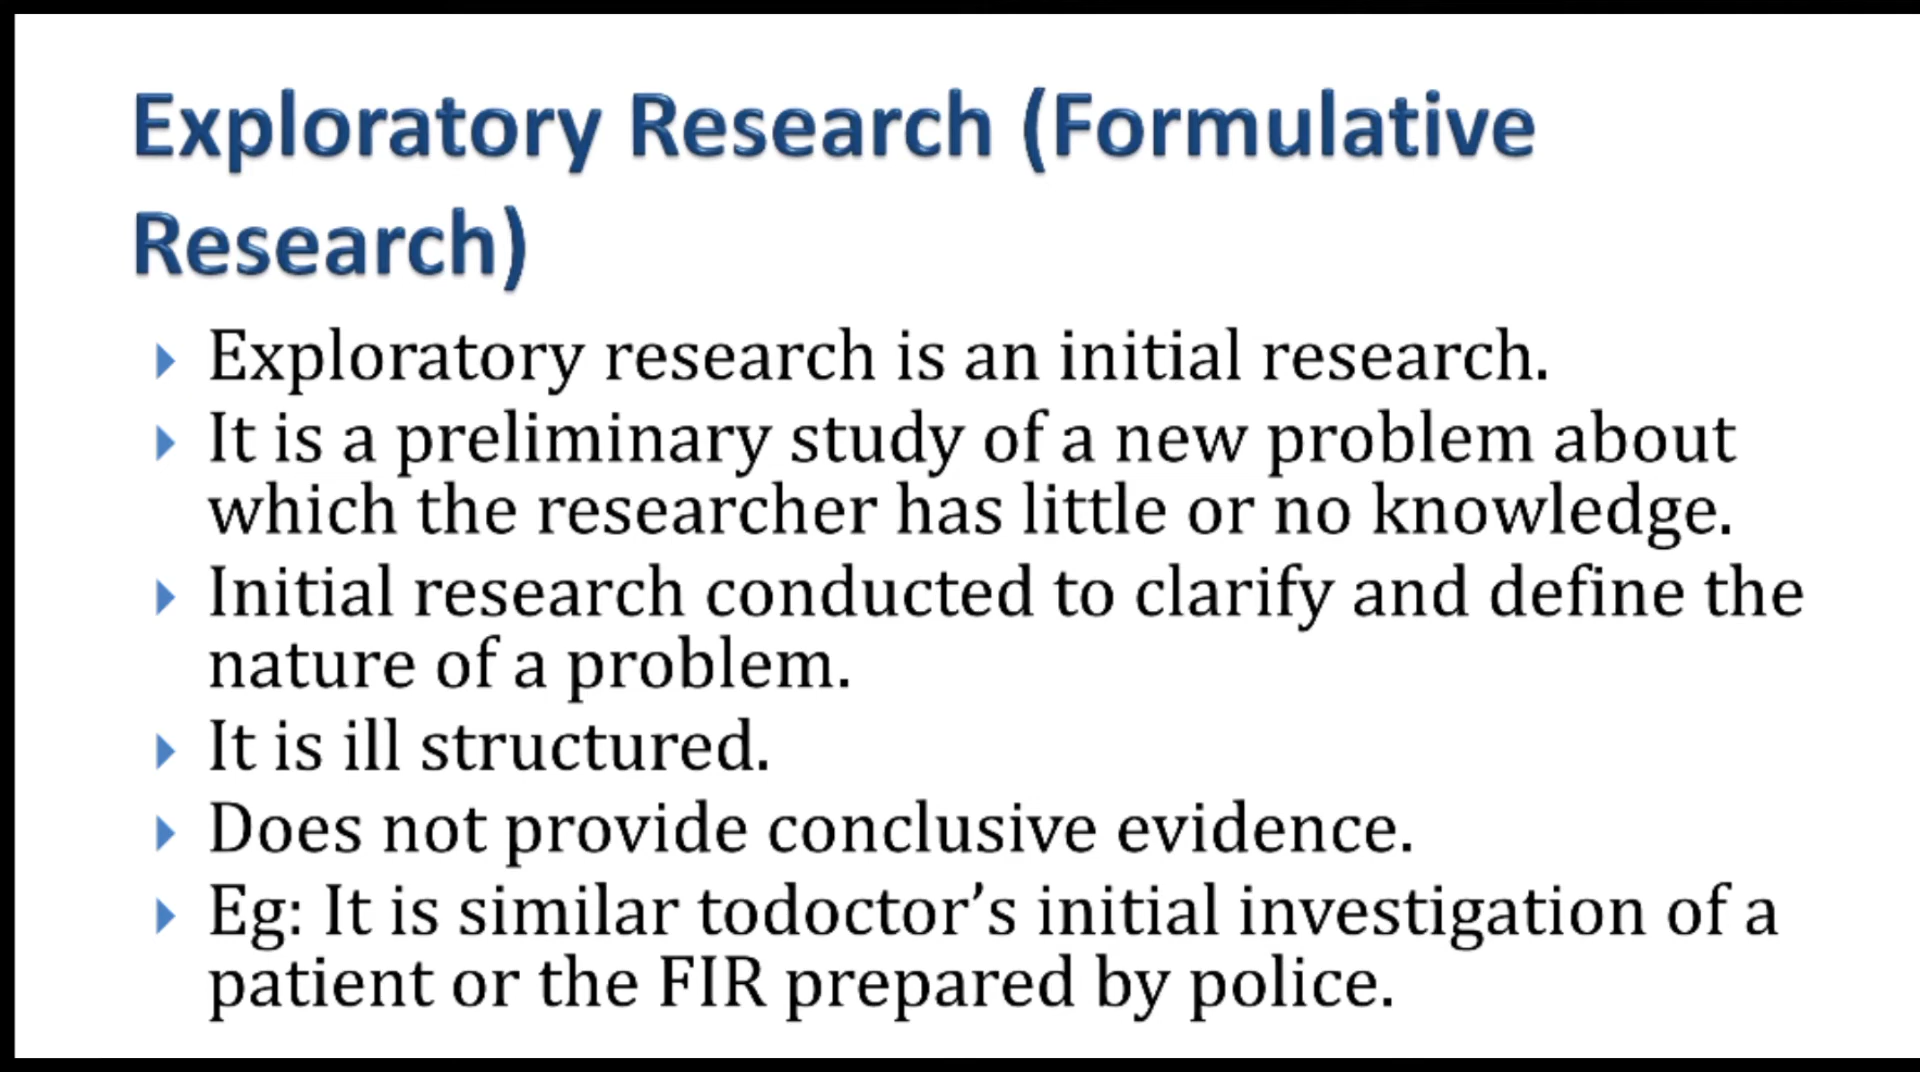 Exploratory Research (Formulative
Research)
Exploratory research is an initial research.
It is a preliminary study of a new problem about
which the researcher has little or no knowledge.
Initial research conducted to clarify and define the
nature of a problem.
It is ill structured.
Does not provide conclusive evidence.
Eg: It is similar todoctor’s initial investigation of a
patient or the FIR prepared by police.